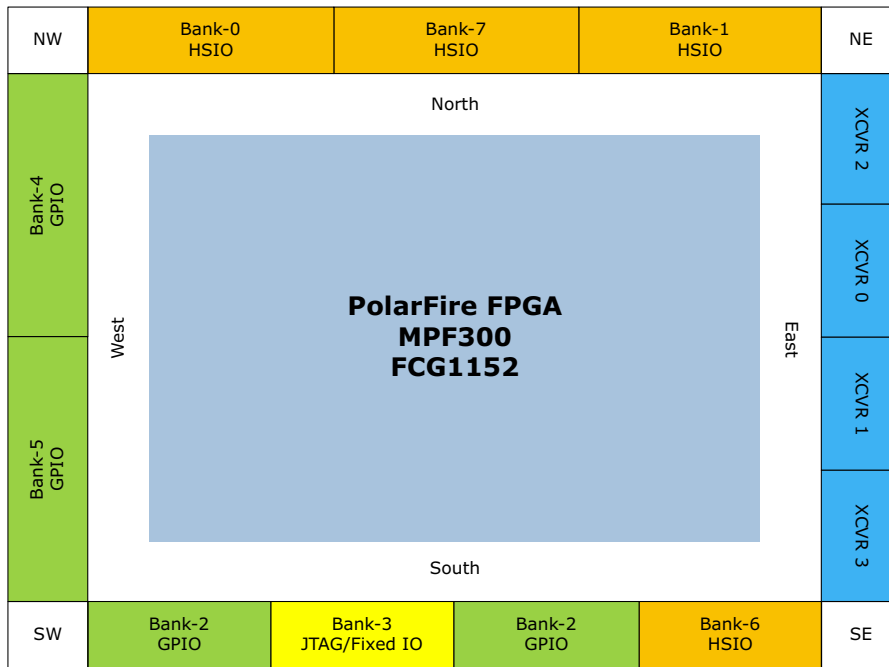 NW
Bank-0
HSIO
Bank-7
HSIO
Bank-1
HSIO
NE
North
Bank-4
GPIO
Bank-5
GPIO
West
PolarFire FPGA
MPF300
FCG1152
East
XCVR 2
XCVR 0
XCVR 1
XCVR 3
South
SW
Bank-2
GPIO
Bank-3
JTAG/Fixed IO
Bank-2
GPIO
Bank-6
HSIO
SE